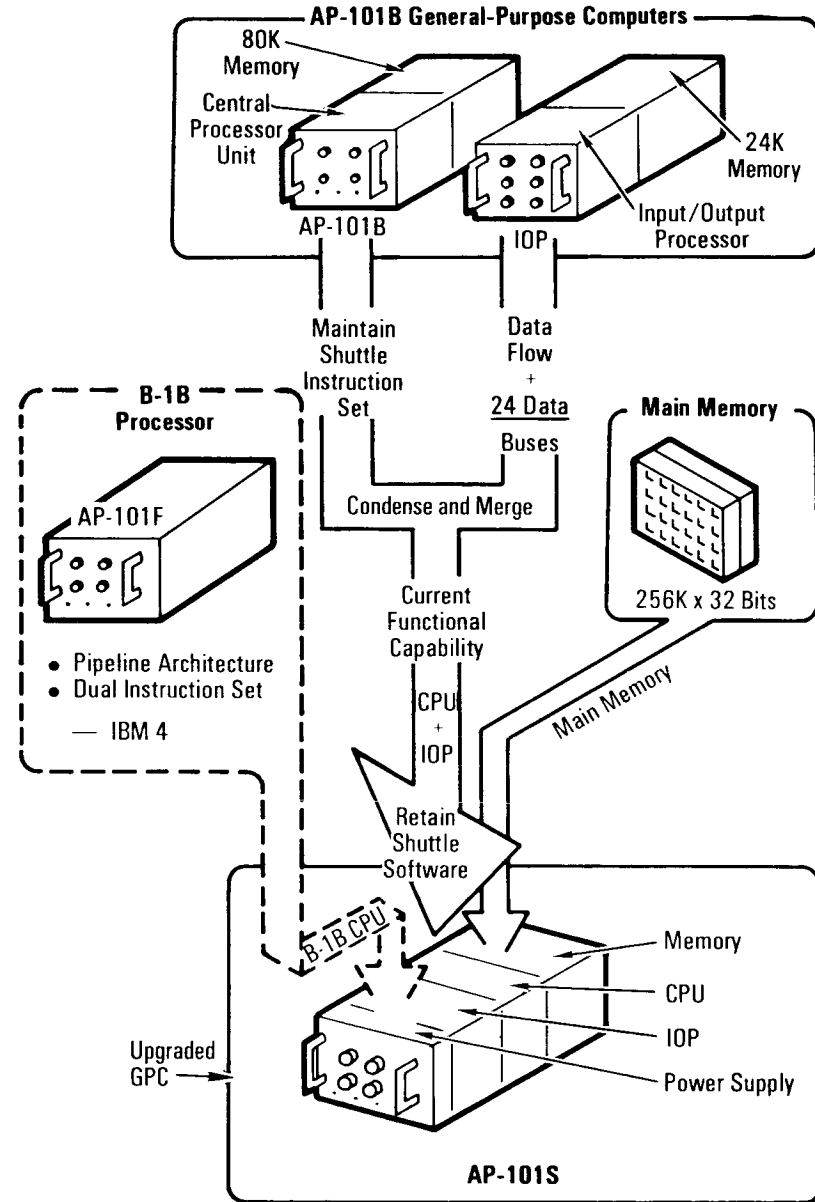 AP-101B General-Purpose Computers
80K
Memory
Central
Processor
Unit
24K
Memory
Input/Output
Processor
AP-101B
IOP
Maintain
Shuttle
Instruction
Set
Data
Flow
+
24 Data
Buses
B-1B
Processor
AP-101F
• Pipeline Architecture
• Dual Instruction Set
— IBM 4
Main Memory
256K x 32 Bits
Condense and Merge
Current
Functional
Capability
CPU
+
IOP
Main Memory
Retain
Shuttle
Software
B-1B CPU
Memory
CPU
IOP
Power Supply
Upgraded
GPC
AP-101S